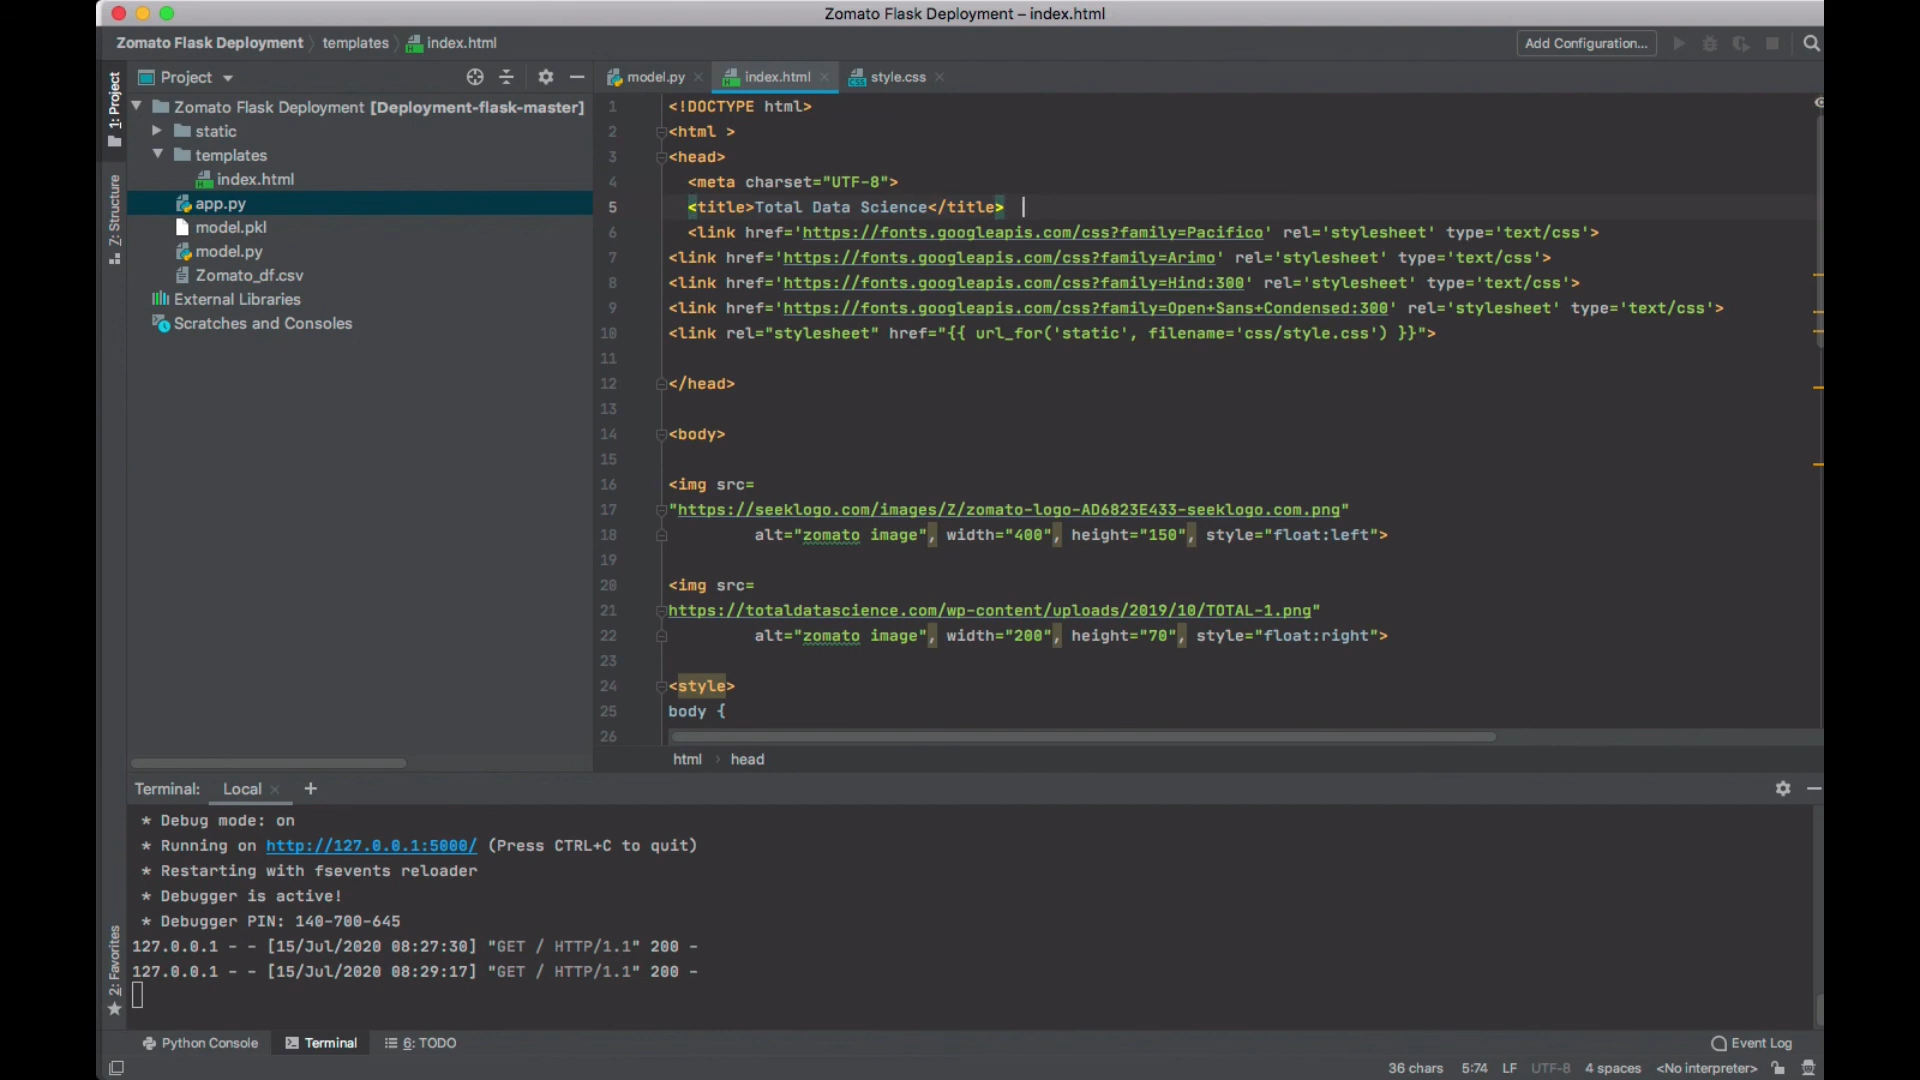 Zomato Flask Deployment – index.html
Zomato Flask Deployment templates index.html
Add Configuration...
1: Project
Z: Structure
2: Favorites
Project
Zomato Flask Deployment [Deployment-flask-master]
static
templates
index.html
app.py
model.pkl
model.py
Zomato_df.csv
External Libraries
Scratches and Consoles
model.py index.html style.css
1 <!DOCTYPE html>
2 <html >
3 <head>
4 <meta charset="UTF-8">
5 <title>Total Data Science</title>
6 <link href='https://fonts.googleapis.com/css?family=Pacifico' rel='stylesheet' type='text/css'>
7 <link href='https://fonts.googleapis.com/css?family=Arimo' rel='stylesheet' type='text/css'>
8 <link href='https://fonts.googleapis.com/css?family=Hind:300' rel='stylesheet' type='text/css'>
9 <link href='https://fonts.googleapis.com/css?family=Open+Sans+Condensed:300' rel='stylesheet' type='text/css'>
10 <link rel="stylesheet" href="{{ url_for('static', filename='css/style.css') }}">
11
12 </head>
13
14 <body>
15
16 <img src=
17 "https://seeklogo.com/images/Z/zomato-logo-AD6823E433-seeklogo.com.png"
18 alt="zomato image", width="400", height="150", style="float:left">
19
20 <img src=
21 https://totaldatascience.com/wp-content/uploads/2019/10/TOTAL-1.png"
22 alt="zomato image", width="200", height="70", style="float:right">
23
24 <style>
25 body {
26
html head
Terminal: Local +
* Debug mode: on
* Running on http://127.0.0.1:5000/ (Press CTRL+C to quit)
* Restarting with fsevents reloader
* Debugger is active!
* Debugger PIN: 140-700-645
127.0.0.1 - - [15/Jul/2020 08:27:30] "GET / HTTP/1.1" 200 -
127.0.0.1 - - [15/Jul/2020 08:29:17] "GET / HTTP/1.1" 200 -
Python Console Terminal 6: TODO Event Log
36 chars 5:74 LF UTF-8 4 spaces <No interpreter>